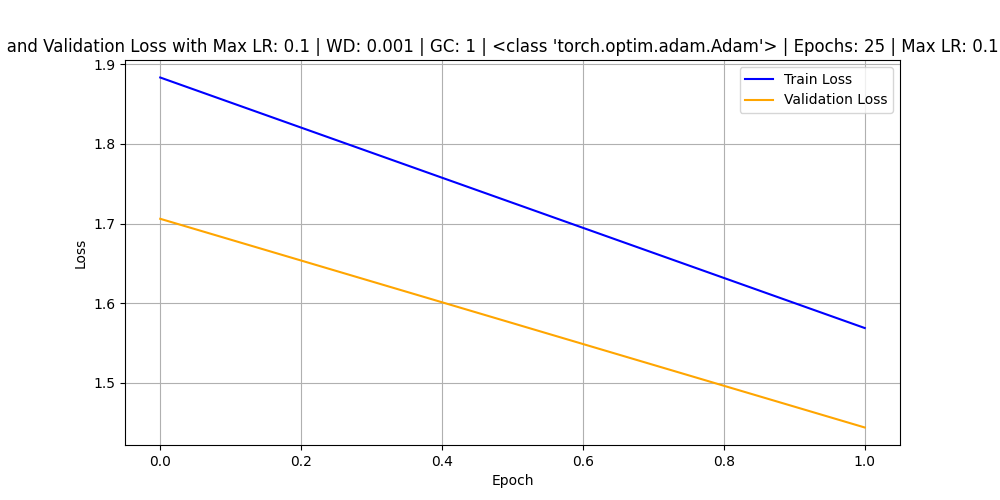 and Validation Loss with Max LR: 0.1 | WD: 0.001 | GC: 1 | <class 'torch.optim.adam.Adam'> | Epochs: 25 | Max LR: 0.1
Train Loss
Validation Loss
1.9
1.8
1.7
1.6
1.5
Loss
0.0 0.2 0.4 0.6 0.8 1.0
Epoch